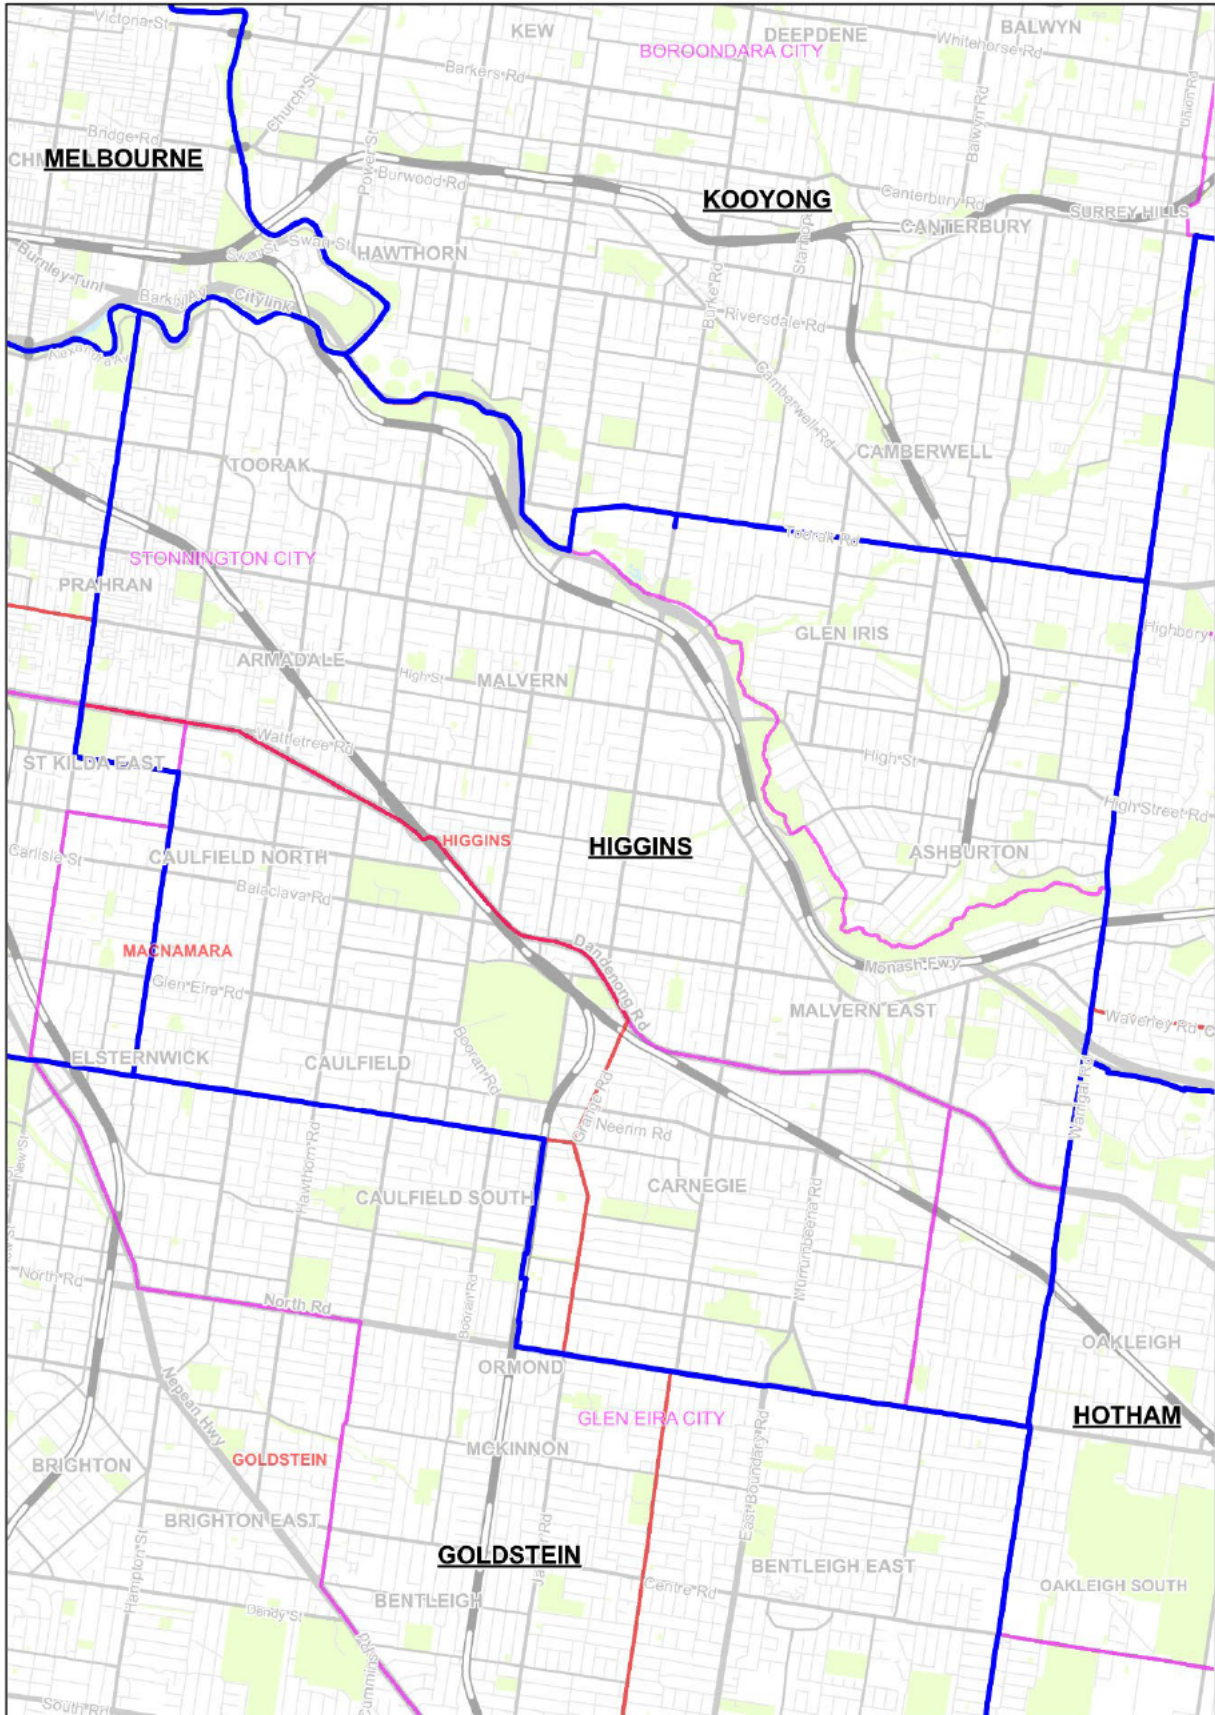 Victoria St
KEW
DEEPDENE
BALWYN
BOROONDARA CITY
Whitehorse Rd
Barkers Rd
Church St
Union Rd
Bridge Rd
Balwyn Rd
MELBOURNE
Power St
Burwood Rd
KOOYONG
Canterbury Rd
SURREY HILLS
CANTERBURY
Swan St
Swan St
HAWTHORN
Burnley Tunl
Citylink
Burke Rd
Riversdale Rd
Camberwell Rd
CAMBERWELL
TOORAK
Toorak Rd
STONNINGTON CITY
PRAHRAN
GLEN IRIS
ARMADALE
High St
MALVERN
Wattletree Rd
ST KILDA EAST
High St
High Street Rd
HIGGINS
HIGGINS
Carlisle St
CAULFIELD NORTH
ASHBURTON
Balaclava Rd
MACNAMARA
Dandenong Rd
Monash Fwy
Glen Eira Rd
MALVERN EAST
Waverley Rd
ELSTERNWICK
CAULFIELD
Booran Rd
Grange Rd
Neerim Rd
Warrigal Rd
New St
Hawthorn Rd
CARNEGIE
CAULFIELD SOUTH
Murrumbeena Rd
North Rd
North Rd
Booran Rd
OAKLEIGH
ORMOND
Nepean Hwy
GLEN EIRA CITY
HOTHAM
MCKINNON
BRIGHTON
GOLDSTEIN
East Boundary Rd
BRIGHTON EAST
GOLDSTEIN
BENTLEIGH EAST
Hampton St
Centre Rd
OAKLEIGH SOUTH
BENTLEIGH
Dendy St
South Rd